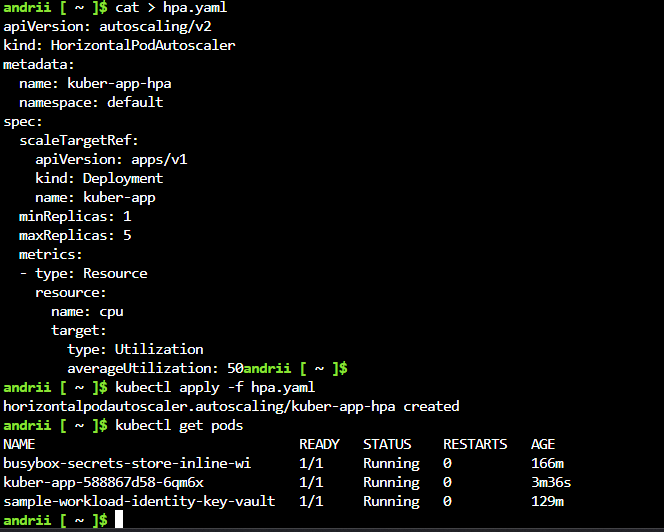 andrii [ ~ ]$ cat > hpa.yaml
apiVersion: autoscaling/v2
kind: HorizontalPodAutoscaler
metadata:
  name: kuber-app-hpa
  namespace: default
spec:
  scaleTargetRef:
    apiVersion: apps/v1
    kind: Deployment
    name: kuber-app
  minReplicas: 1
  maxReplicas: 5
  metrics:
  - type: Resource
    resource:
      name: cpu
      target:
        type: Utilization
        averageUtilization: 50andrii [ ~ ]$
andrii [ ~ ]$ kubectl apply -f hpa.yaml
horizontalpodautoscaler.autoscaling/kuber-app-hpa created
andrii [ ~ ]$ kubectl get pods
NAME                                READY   STATUS    RESTARTS   AGE
busybox-secrets-store-inline-wi     1/1     Running   0          166m
kuber-app-588867d58-6qm6x           1/1     Running   0          3m36s
sample-workload-identity-key-vault  1/1     Running   0          129m
andrii [ ~ ]$